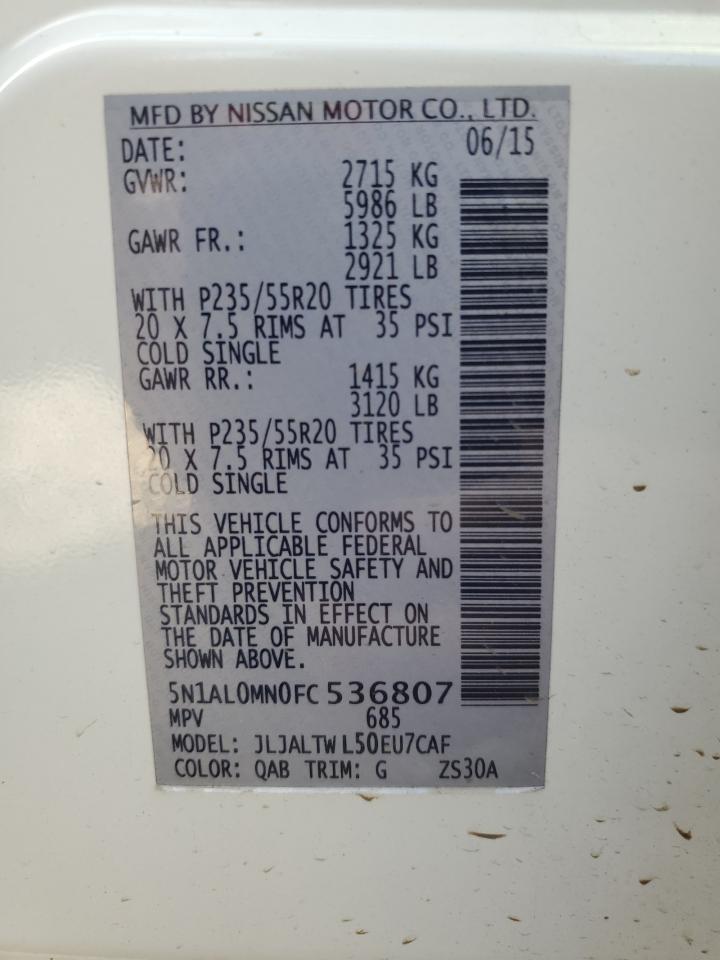 MFD BY NISSAN MOTOR CO., LTD.
DATE: 06/15
GVWR: 2715 KG
5986 LB
GAWR FR.: 1325 KG
2921 LB
WITH P235/55R20 TIRES
20 X 7.5 RIMS AT 35 PSI
COLD SINGLE
GAWR RR.: 1415 KG
3120 LB
WITH P235/55R20 TIRES
20 X 7.5 RIMS AT 35 PSI
COLD SINGLE
THIS VEHICLE CONFORMS TO
ALL APPLICABLE FEDERAL
MOTOR VEHICLE SAFETY AND
THEFT PREVENTION
STANDARDS IN EFFECT ON
THE DATE OF MANUFACTURE
SHOWN ABOVE.
5N1AL0MN0FC 536807
MPV 685
MODEL: JLJALTW L50EU7CAF
COLOR: QAB TRIM: G ZS30A